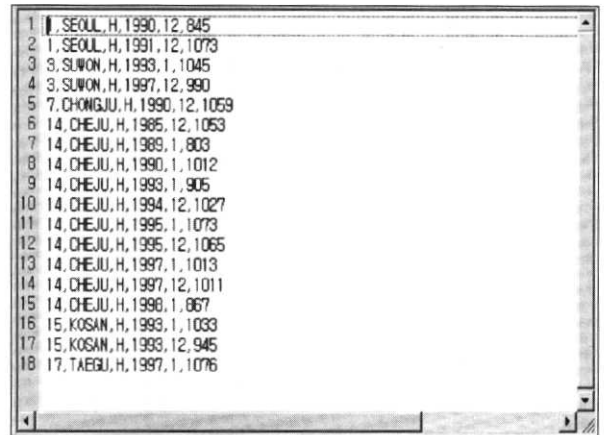 1 1,SEOUL,H,1990,12,845
2 1,SEOUL,H,1991,12,1073
3 3,SUWON,H,1993,1,1045
4 3,SUWON,H,1997,12,990
5 7,CHONGJU,H,1990,12,1059
6 14,CHEJU,H,1985,12,1053
7 14,CHEJU,H,1989,1,803
8 14,CHEJU,H,1990,1,1012
9 14,CHEJU,H,1993,1,905
10 14,CHEJU,H,1994,12,1027
11 14,CHEJU,H,1995,1,1073
12 14,CHEJU,H,1995,12,1065
13 14,CHEJU,H,1997,1,1013
14 14,CHEJU,H,1997,12,1011
15 14,CHEJU,H,1998,1,867
16 15,KOSAN,H,1993,1,1033
17 15,KOSAN,H,1993,12,945
18 17,TAEGU,H,1997,1,1076